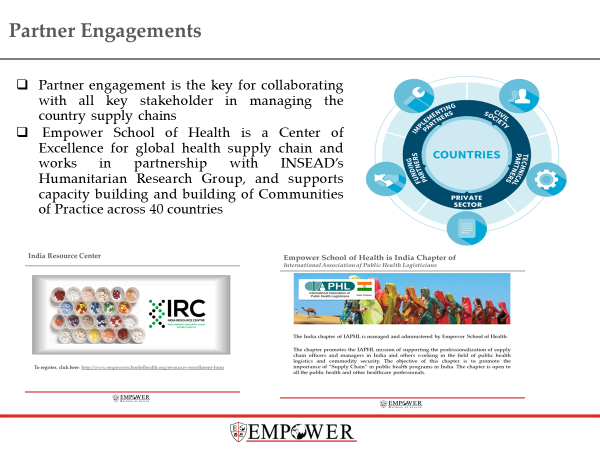 Partner Engagements
❑ Partner engagement is the key for collaborating
with all key stakeholder in managing the
country supply chains
❑ Empower School of Health is a Center of
Excellence for global health supply chain and
works in partnership with INSEAD's
Humanitarian Research Group, and supports
capacity building and building of Communities
of Practice across 40 countries
IMPLEMENTING
PARTNERS
CIVIL
SOCIETY
COUNTRIES
FUNDING
PARTNERS
TECHNICAL
PARTNERS
PRIVATE
SECTOR
India Resource Center
IRC
INDIA RESOURCE CENTRE
To register, click here: http://www.empowerschoolofhealth.org/resources-enrollment-form
EMPOWER
Empower School of Health is India Chapter of
International Association of Public Health Logisticians
IAPHL
International Association of
Public Health Logisticians
India Chapter
The India chapter of IAPHL is managed and administered by Empower School of Health.
The chapter promotes the IAPHL mission of supporting the professionalization of supply
chain officers and managers in India and others working in the field of public health
logistics and commodity security. The objective of this chapter is to promote the
importance of "Supply Chain" in public health programs in India. The chapter is open to
all the public health and other healthcare professionals.
EMPOWER
EMPOWER